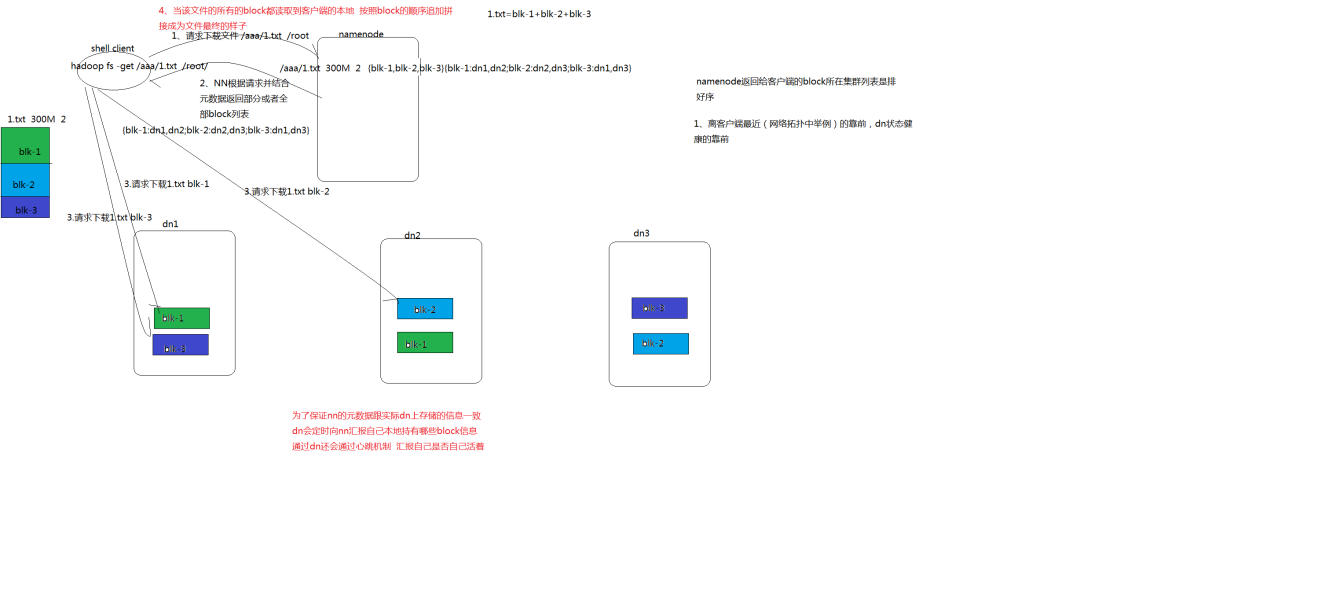 4、当该文件的所有的block都读取到客户端的本地 按照block的顺序追加拼
接成为文件最终的样子
1.txt=blk-1+blk-2+blk-3
1、请求下载文件 /aaa/1.txt /root
namenode
shell client
hadoop fs -get /aaa/1.txt /root/
/aaa/1.txt 300M 2 {blk-1,blk-2,blk-3}{blk-1:dn1,dn2;blk-2:dn2,dn3;blk-3:dn1,dn3}
2、NN根据请求并结合
元数据返回部分或者全
部block列表
{blk-1:dn1,dn2;blk-2:dn2,dn3;blk-3:dn1,dn3}
namenode返回给客户端的block所在集群列表是排
好序
1、离客户端最近（网络拓扑中举例）的靠前，dn状态健
康的靠前
1.txt 300M 2
blk-1
blk-2
blk-3
3.请求下载1.txt blk-1
3.请求下载1.txt blk-2
3.请求下载1.txt blk-3
dn1
dn2
dn3
blk-1
blk-3
blk-2
blk-1
blk-3
blk-2
为了保证nn的元数据跟实际dn上存储的信息一致
dn会定时向nn汇报自己本地持有哪些block信息
通过dn还会通过心跳机制 汇报自己是否自己活着